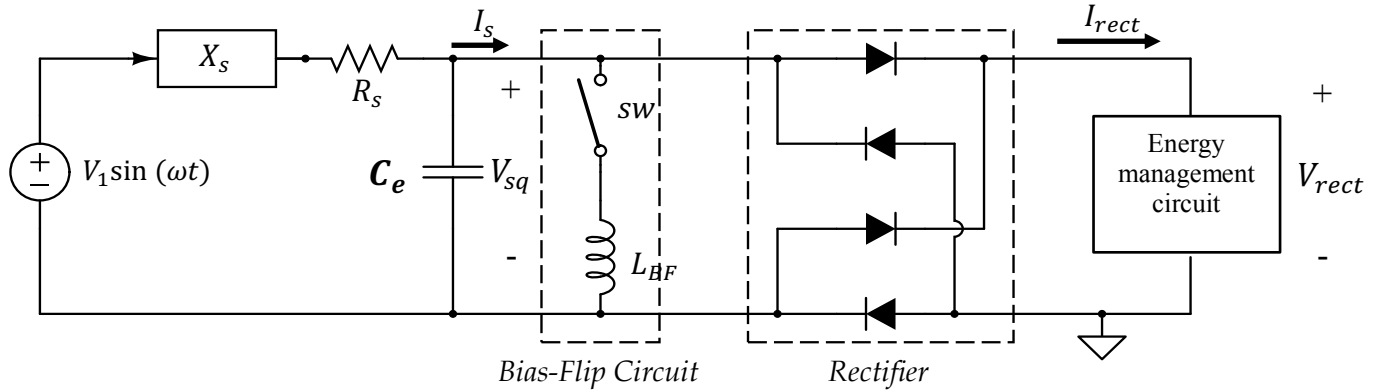 I_s
I_rect
X_s
R_s
+
sw
+
+
−
V_1 sin (ωt)
C_e
V_sq
Energy
management
circuit
V_rect
-
L_BF
-
Bias-Flip Circuit
Rectifier